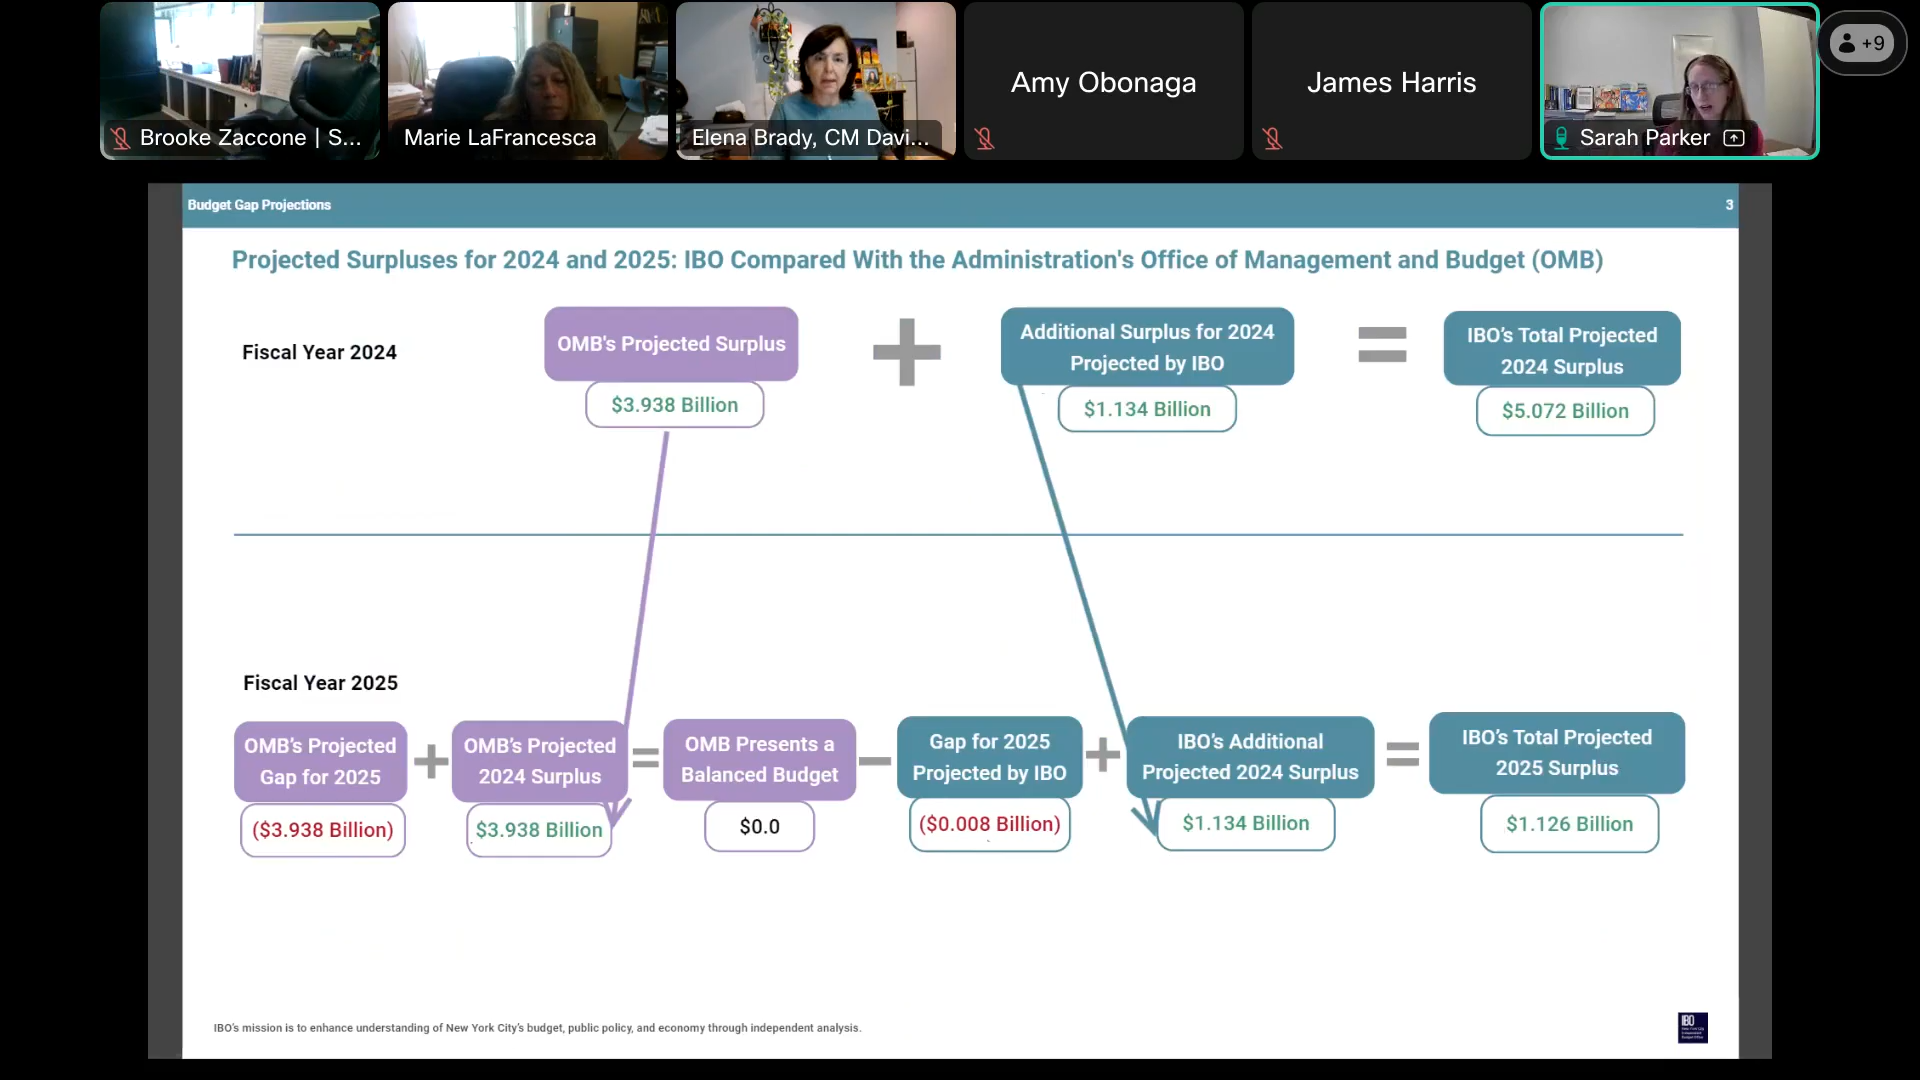 Brooke Zaccone | S...
Marie LaFrancesca
Elena Brady, CM Davi...
Amy Obonaga
James Harris
Sarah Parker
+9
Budget Gap Projections
3
Projected Surpluses for 2024 and 2025: IBO Compared With the Administration's Office of Management and Budget (OMB)
Fiscal Year 2024
OMB's Projected Surplus
$3.938 Billion
Additional Surplus for 2024
Projected by IBO
$1.134 Billion
IBO's Total Projected
2024 Surplus
$5.072 Billion
Fiscal Year 2025
OMB's Projected
Gap for 2025
($3.938 Billion)
OMB's Projected
2024 Surplus
$3.938 Billion
OMB Presents a
Balanced Budget
$0.0
Gap for 2025
Projected by IBO
($0.008 Billion)
IBO's Additional
Projected 2024 Surplus
$1.134 Billion
IBO's Total Projected
2025 Surplus
$1.126 Billion
IBO's mission is to enhance understanding of New York City's budget, public policy, and economy through independent analysis.
IBO